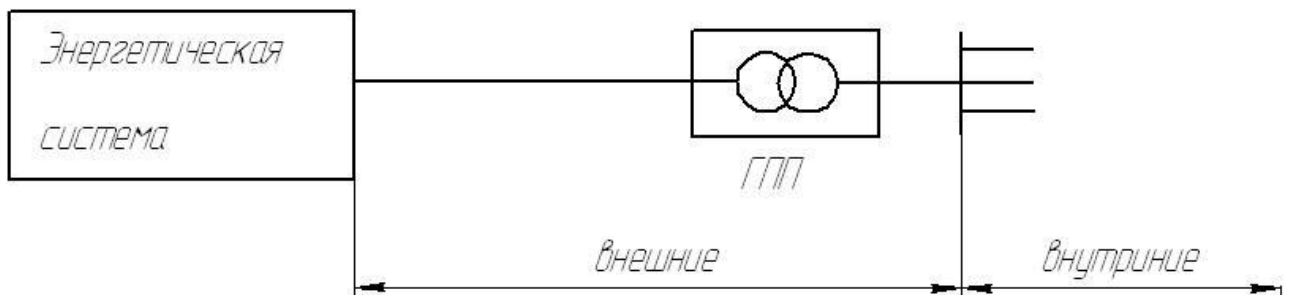 Энергетическая
система
ГПП
внешние
внутриние